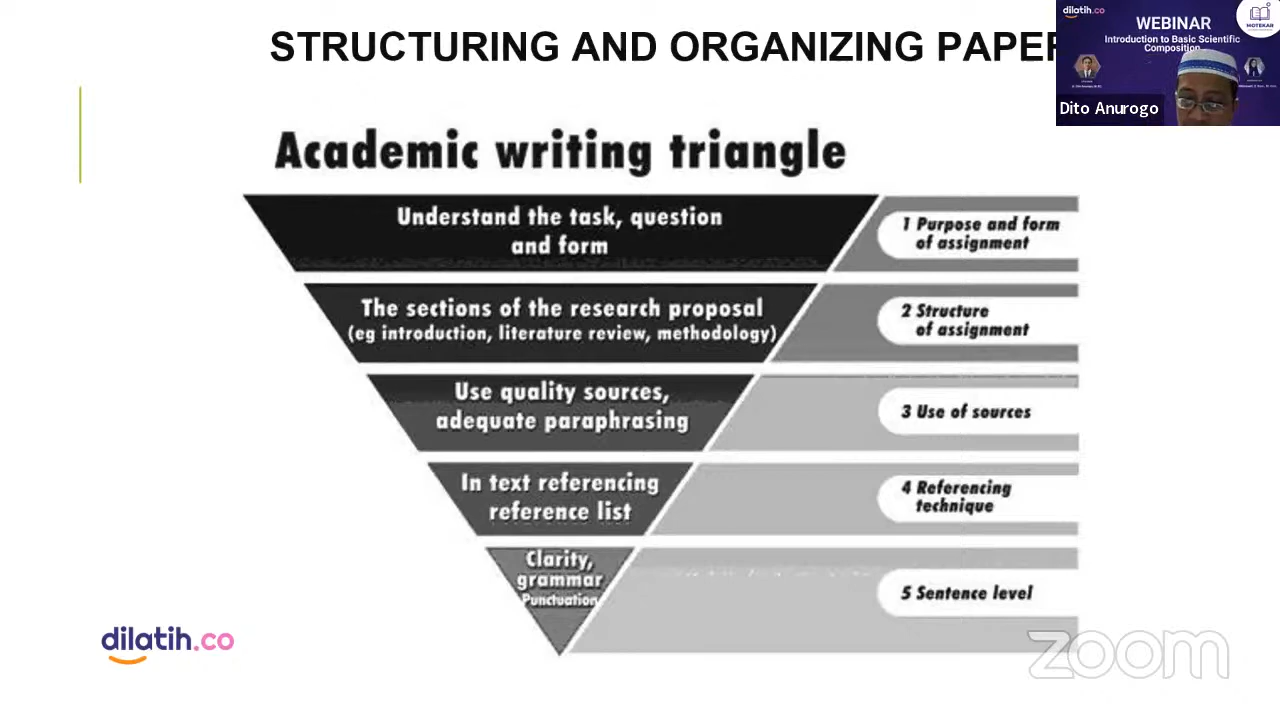 STRUCTURING AND ORGANIZING PAPER
Academic writing triangle
Understand the task, question
and form
1 Purpose and form
of assignment
The sections of the research proposal
(eg introduction, literature review, methodology)
2 Structure
of assignment
Use quality sources,
adequate paraphrasing
3 Use of sources
In text referencing
reference list
4 Referencing
technique
Clarity,
grammar
Punctuation
5 Sentence level
dilatih.co
zoom
dilatih.co
WEBINAR
Introduction to Basic Scientific
Composition
MOTEKAR
Dito Anurogo